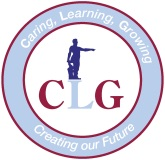 Caring, Learning, Growing
CLG
Creating our Future